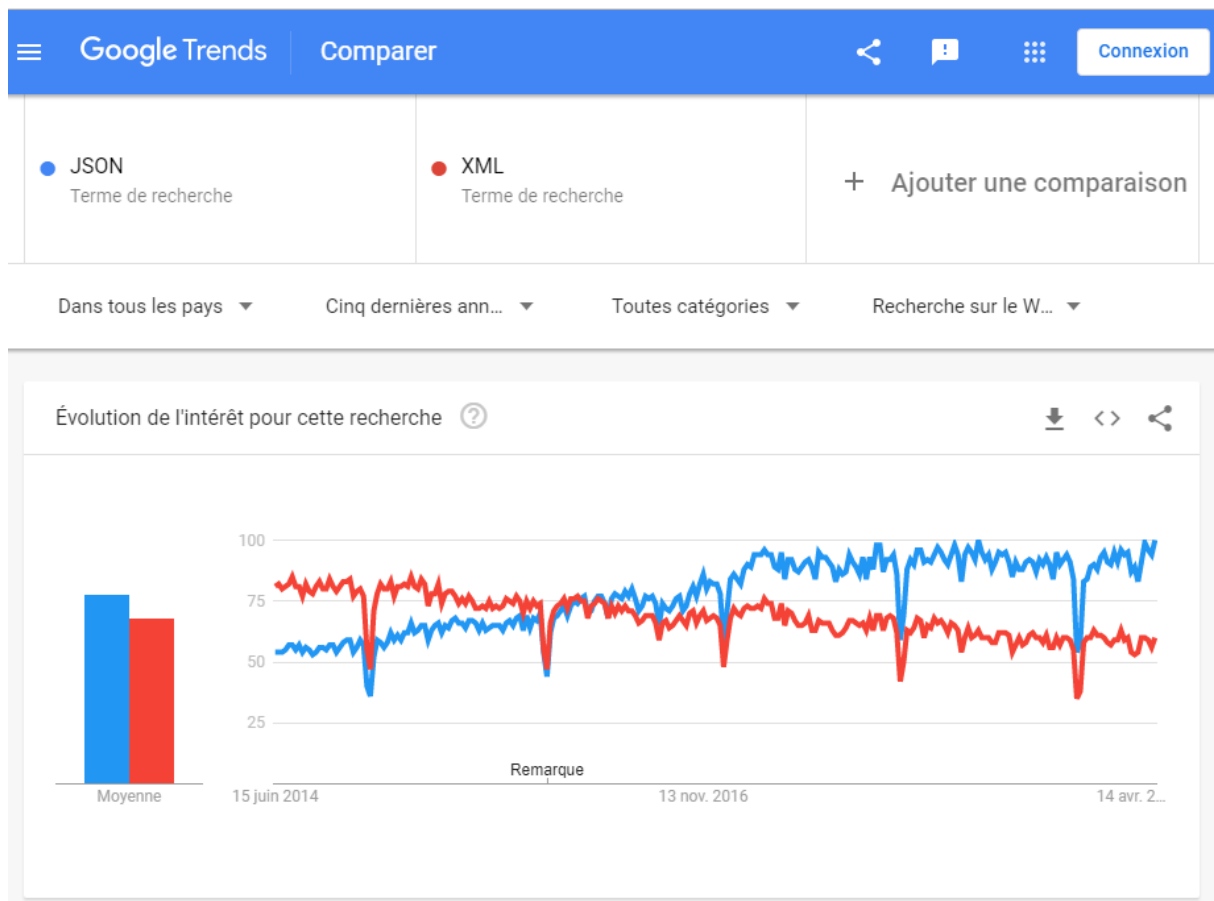 Google Trends Comparer Connexion
JSON XML
Terme de recherche Terme de recherche
+ Ajouter une comparaison
Dans tous les pays Cinq dernières ann... Toutes catégories Recherche sur le W...
Évolution de l'intérêt pour cette recherche ?
100
75
50
25
Remarque
Moyenne 15 juin 2014 13 nov. 2016 14 avr. 2...